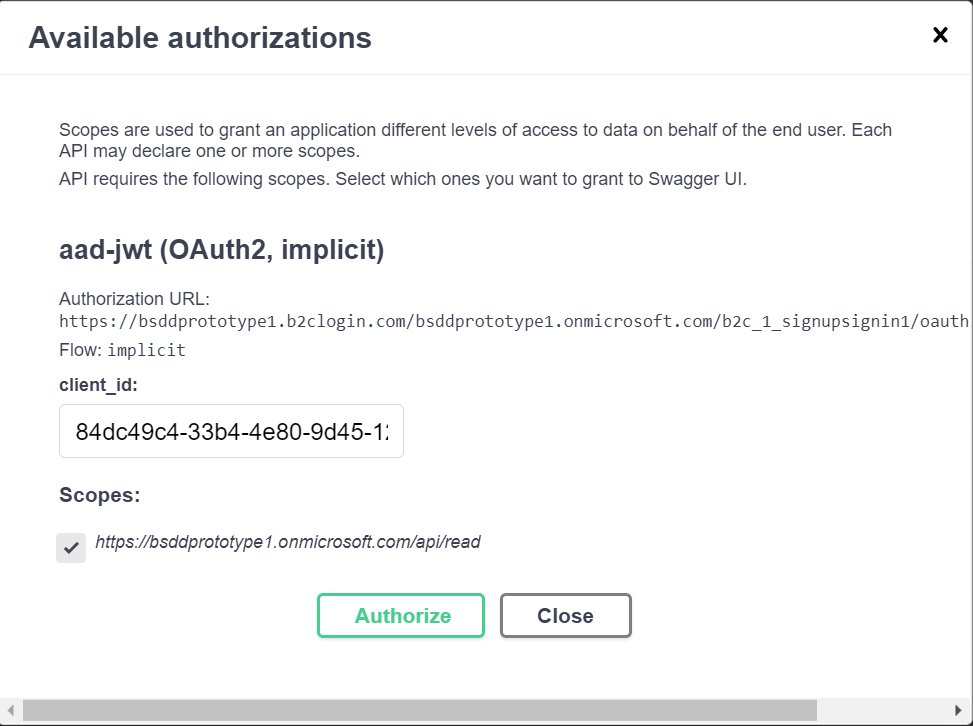 Available authorizations
Scopes are used to grant an application different levels of access to data on behalf of the end user. Each
API may declare one or more scopes.
API requires the following scopes. Select which ones you want to grant to Swagger UI.
aad-jwt (OAuth2, implicit)
Authorization URL:
https://bsddprototype1.b2clogin.com/bsddprototype1.onmicrosoft.com/b2c_1_signupsignin1/oauth
Flow: implicit
client_id:
84dc49c4-33b4-4e80-9d45-12
Scopes:
https://bsddprototype1.onmicrosoft.com/api/read
Authorize Close